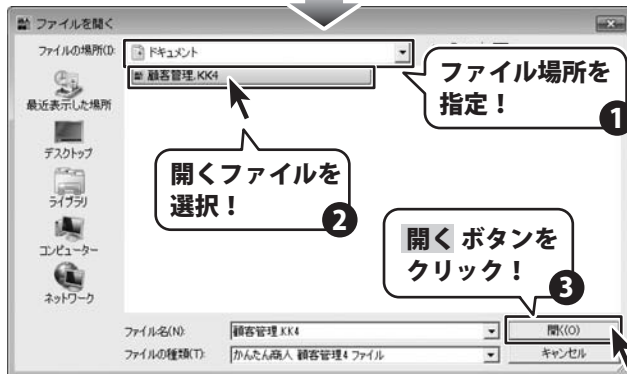 ファイルを開く
ファイルの場所(I):
ドキュメント
顧客管理.KK4
ファイル場所を
指定！
1
最近表示した場所
デスクトップ
ライブラリ
コンピューター
ネットワーク
開くファイルを
選択！
2
開く ボタンを
クリック！
3
ファイル名(N):
顧客管理.KK4
開く(O)
ファイルの種類(T):
かんたん商人 顧客管理4 ファイル
キャンセル